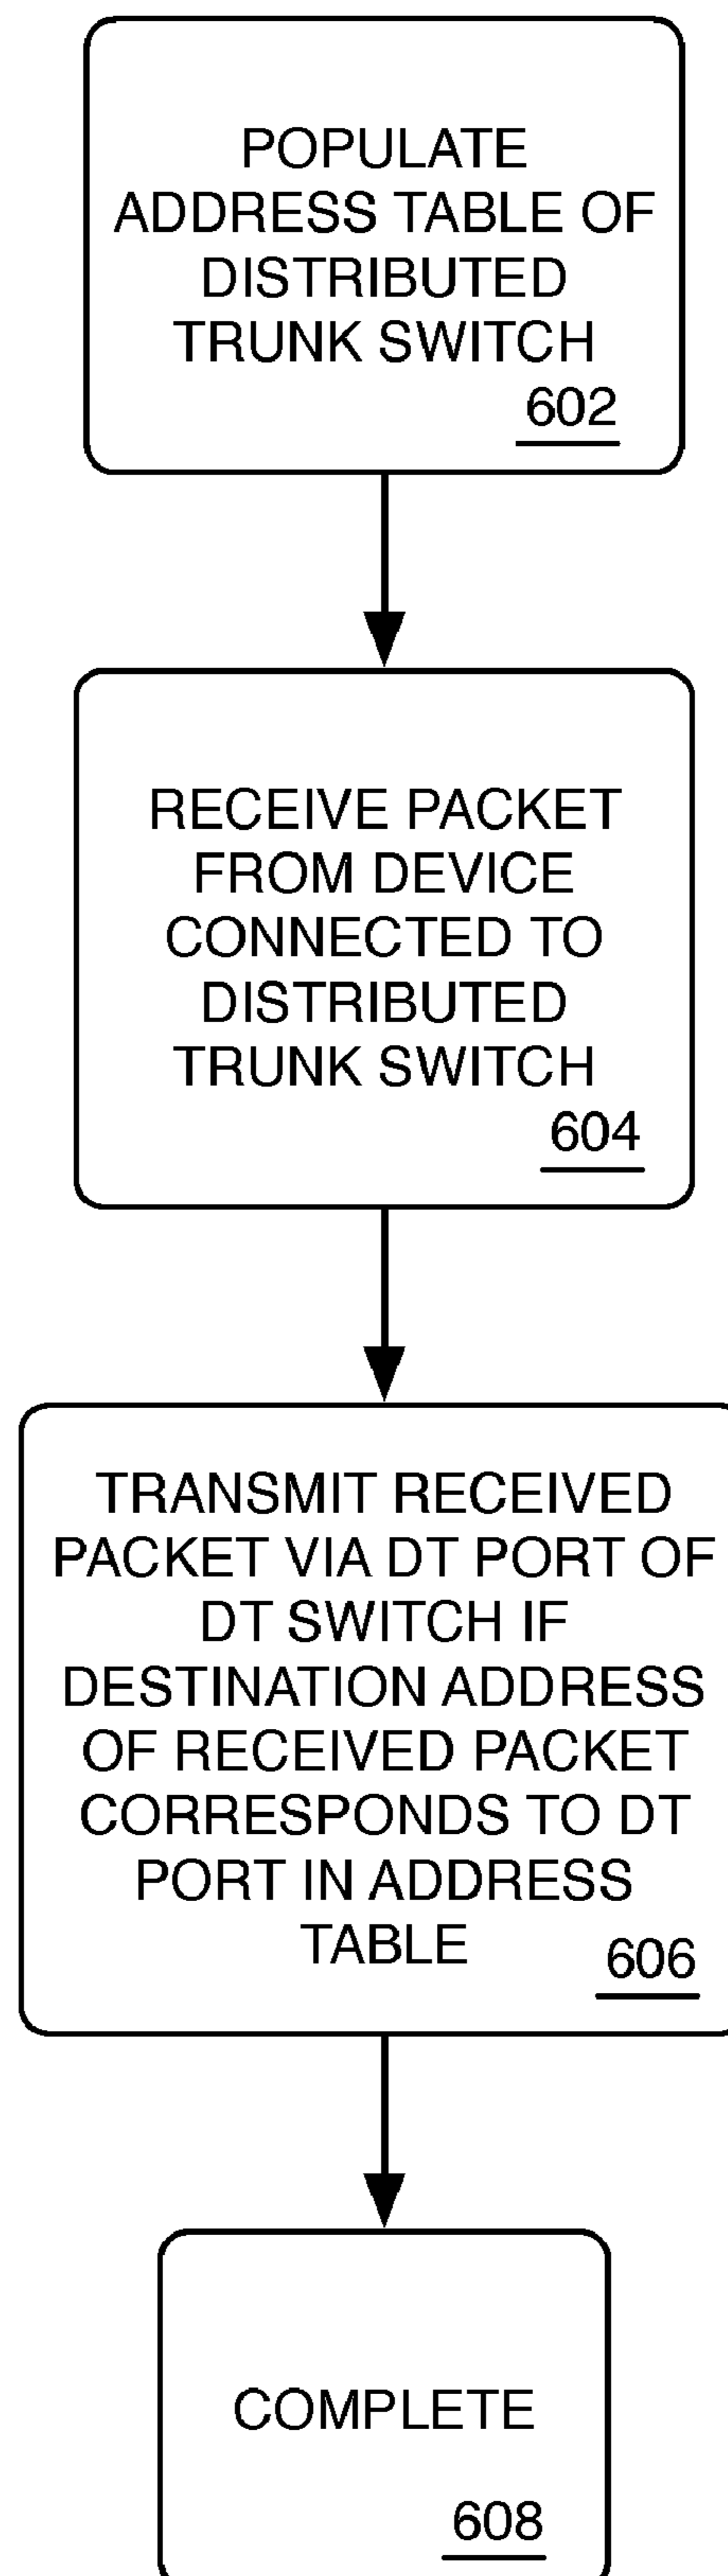 POPULATE
ADDRESS TABLE OF
DISTRIBUTED
TRUNK SWITCH
602
RECEIVE PACKET
FROM DEVICE
CONNECTED TO
DISTRIBUTED
TRUNK SWITCH
604
TRANSMIT RECEIVED
PACKET VIA DT PORT OF
DT SWITCH IF
DESTINATION ADDRESS
OF RECEIVED PACKET
CORRESPONDS TO DT
PORT IN ADDRESS
TABLE
606
COMPLETE
608